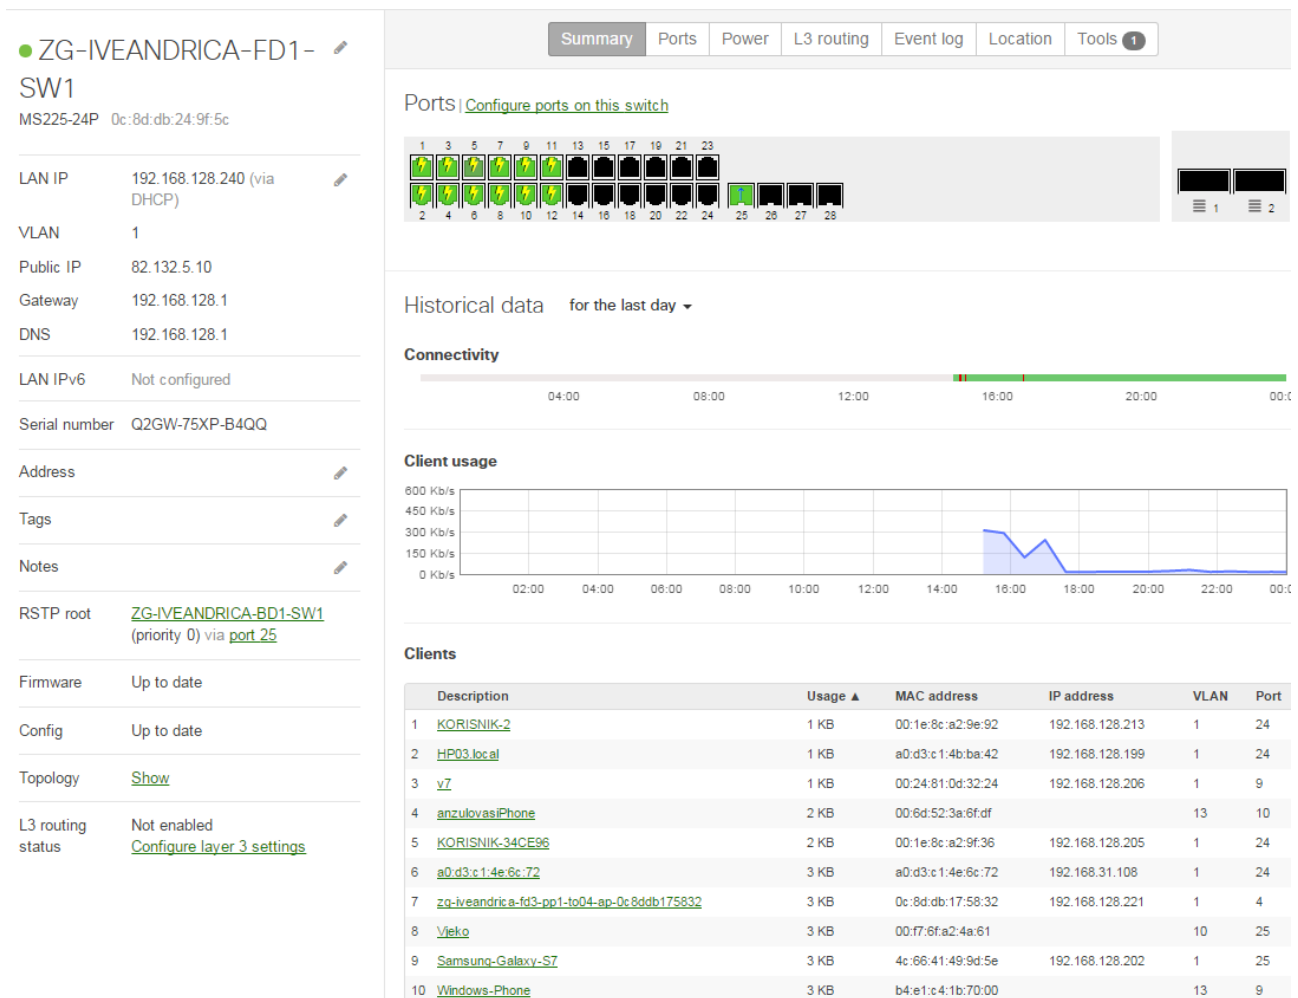 ZG-IVEANDRICA-FD1-
SW1
MS225-24P 0c:8d:db:24:9f:5c
LAN IP 192.168.128.240 (via
DHCP)
VLAN 1
Public IP 82.132.5.10
Gateway 192.168.128.1
DNS 192.168.128.1
LAN IPv6 Not configured
Serial number Q2GW-75XP-B4QQ
Address
Tags
Notes
RSTP root ZG-IVEANDRICA-BD1-SW1
(priority 0) via port 25
Firmware Up to date
Config Up to date
Topology Show
L3 routing
status
Not enabled
Configure layer 3 settings
Summary Ports Power L3 routing Event log Location Tools 1
Ports | Configure ports on this switch
1 3 5 7 9 11 13 15 17 19 21 23
2 4 6 8 10 12 14 16 18 20 22 24 25 26 27 28
1 2
Historical data for the last day
Connectivity
04:00 08:00 12:00 16:00 20:00 00:0
Client usage
600 Kb/s
450 Kb/s
300 Kb/s
150 Kb/s
0 Kb/s
02:00 04:00 06:00 08:00 10:00 12:00 14:00 16:00 18:00 20:00 22:00 00:0
Clients
Description Usage ▲ MAC address IP address VLAN Port
1 KORISNIK-2 1 KB 00:1e:8c:a2:9e:92 192.168.128.213 1 24
2 HP03.local 1 KB a0:d3:c1:4b:ba:42 192.168.128.199 1 24
3 v7 1 KB 00:24:81:0d:32:24 192.168.128.206 1 9
4 anzulovasiPhone 2 KB 00:6d:52:3a:6f:df 13 10
5 KORISNIK-34CE96 2 KB 00:1e:8c:a2:9f:36 192.168.128.205 1 24
6 a0:d3:c1:4e:6c:72 3 KB a0:d3:c1:4e:6c:72 192.168.31.108 1 24
7 zg-iveandrica-fd3-pp1-to04-ap-0c8ddb175832 3 KB 0c:8d:db:17:58:32 192.168.128.221 1 4
8 Vjeko 3 KB 00:f7:6f:a2:4a:61 10 25
9 Samsung-Galaxy-S7 3 KB 4c:66:41:49:9d:5e 192.168.128.202 1 25
10 Windows-Phone 3 KB b4:e1:c4:1b:70:00 13 9